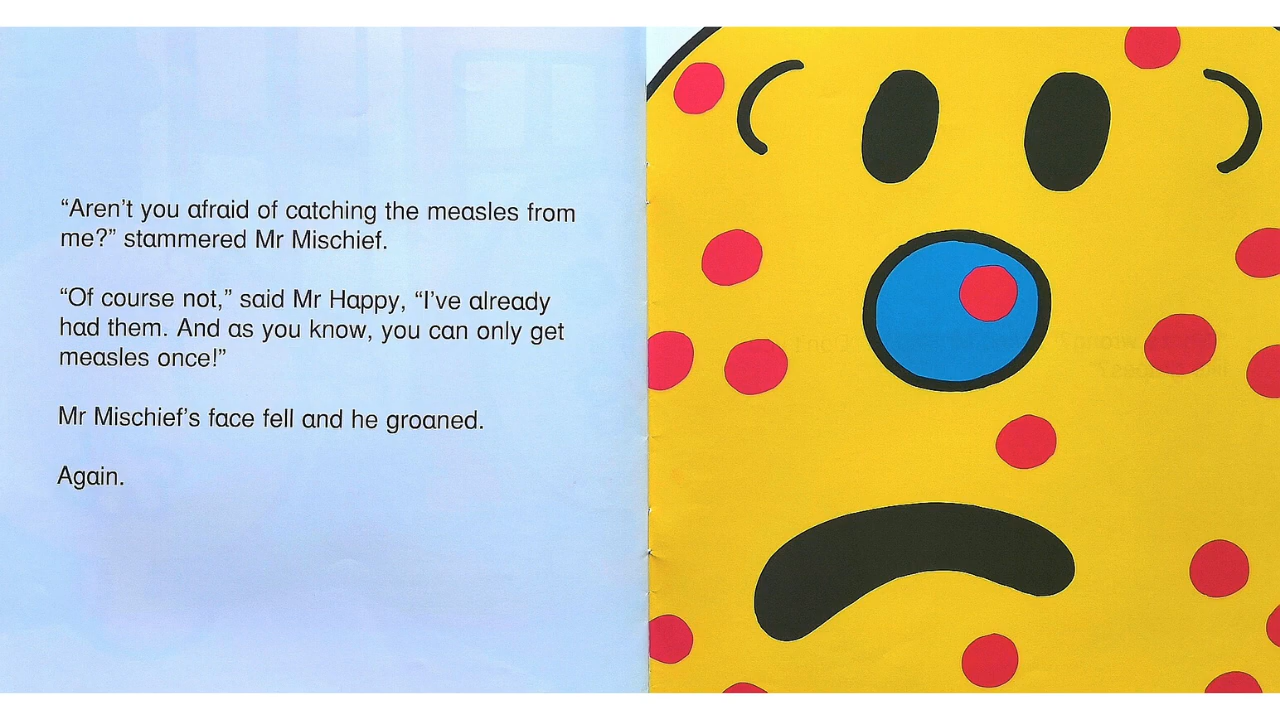 “Aren’t you afraid of catching the measles from
me?” stammered Mr Mischief.
“Of course not,” said Mr Happy, “I’ve already
had them. And as you know, you can only get
measles once!”
Mr Mischief’s face fell and he groaned.
Again.